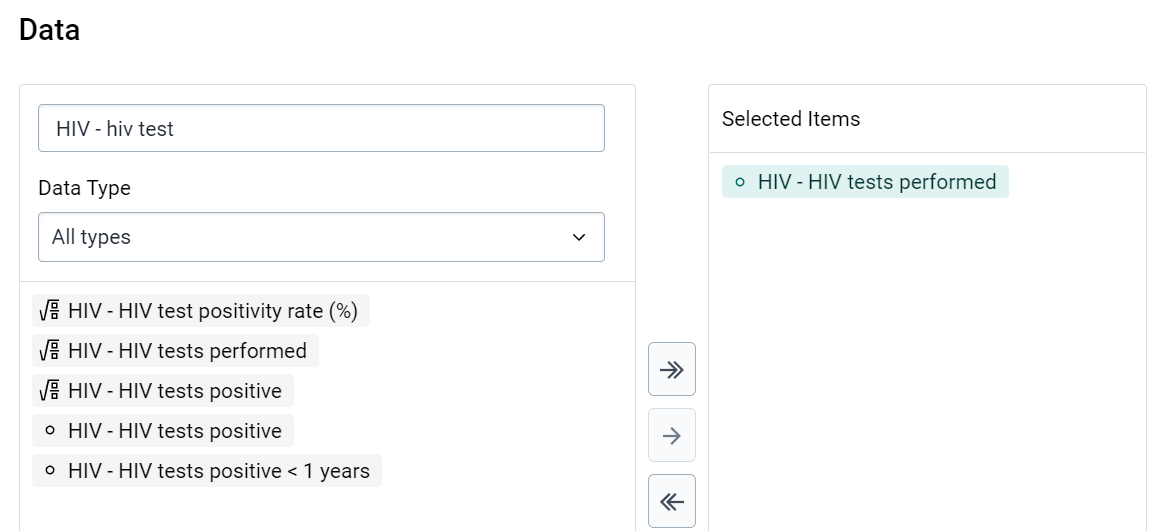 Data
HIV - hiv test
Data Type
All types
HIV - HIV test positivity rate (%)
HIV - HIV tests performed
HIV - HIV tests positive
HIV - HIV tests positive
HIV - HIV tests positive < 1 years
Selected Items
HIV - HIV tests performed